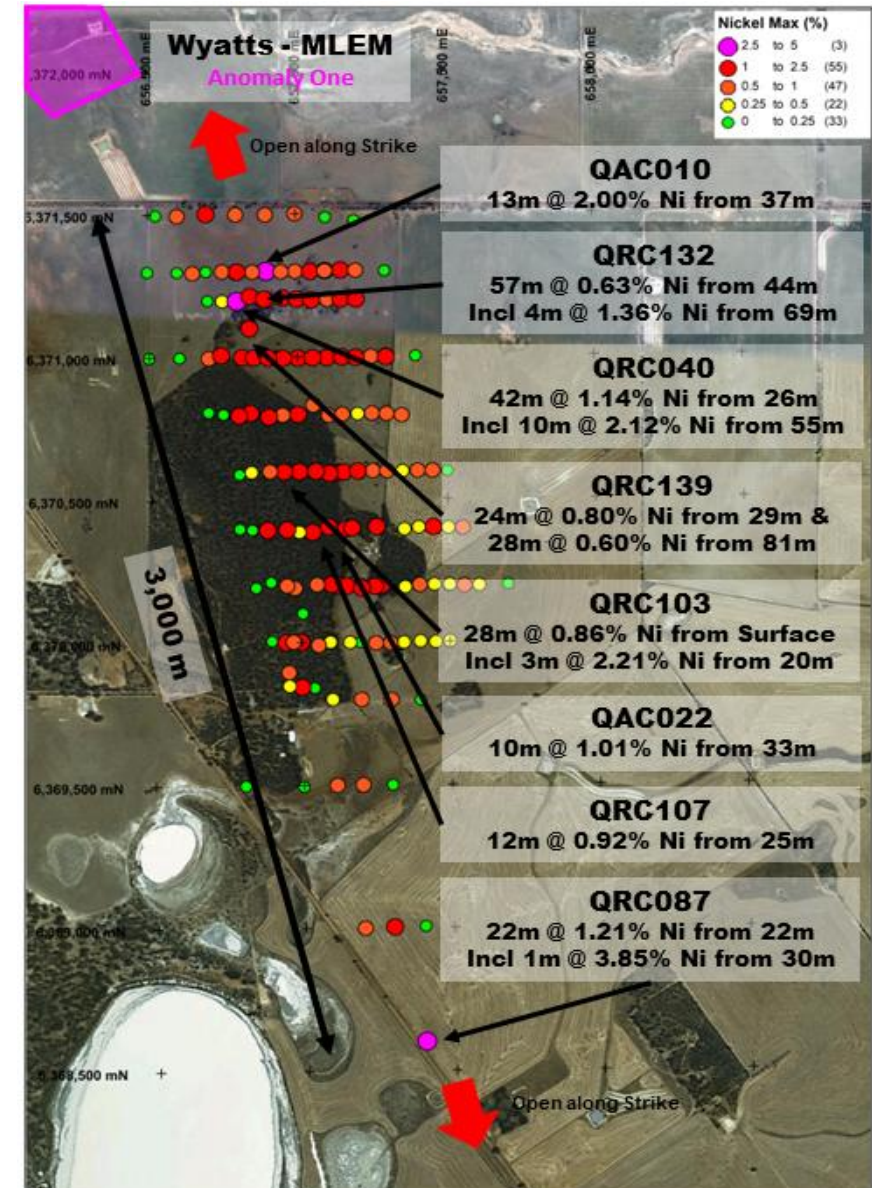 Wyatts - MLEM
Anomaly One
Nickel Max (%)
2.5 to 5 (3)
1 to 2.5 (55)
0.5 to 1 (47)
0.25 to 0.5 (22)
0 to 0.25 (33)
,372,000 mN
657,500 mE
Open along Strike
QAC010
13m @ 2.00% Ni from 37m
6,371,500 mN
QRC132
57m @ 0.63% Ni from 44m
Incl 4m @ 1.36% Ni from 69m
6,371,000 mN
QRC040
42m @ 1.14% Ni from 26m
Incl 10m @ 2.12% Ni from 55m
6,370,500 mN
QRC139
24m @ 0.80% Ni from 29m &
28m @ 0.60% Ni from 81m
3,000 m
QRC103
28m @ 0.86% Ni from Surface
Incl 3m @ 2.21% Ni from 20m
QAC022
10m @ 1.01% Ni from 33m
6,369,500 mN
QRC107
12m @ 0.92% Ni from 25m
QRC087
22m @ 1.21% Ni from 22m
Incl 1m @ 3.85% Ni from 30m
6,369,000 mN
6,368,500 mN
Open along Strike